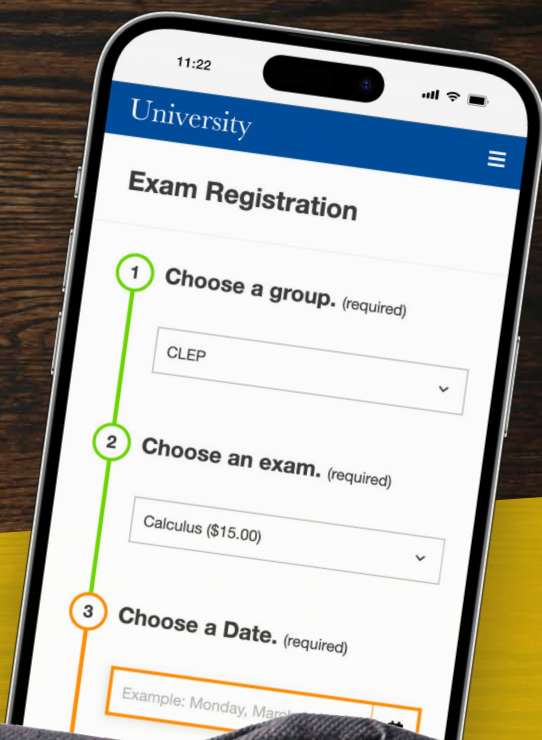 11:22
University
Exam Registration
1 Choose a group. (required)
CLEP
2 Choose an exam. (required)
Calculus ($15.00)
3 Choose a Date. (required)
Example: Monday, March